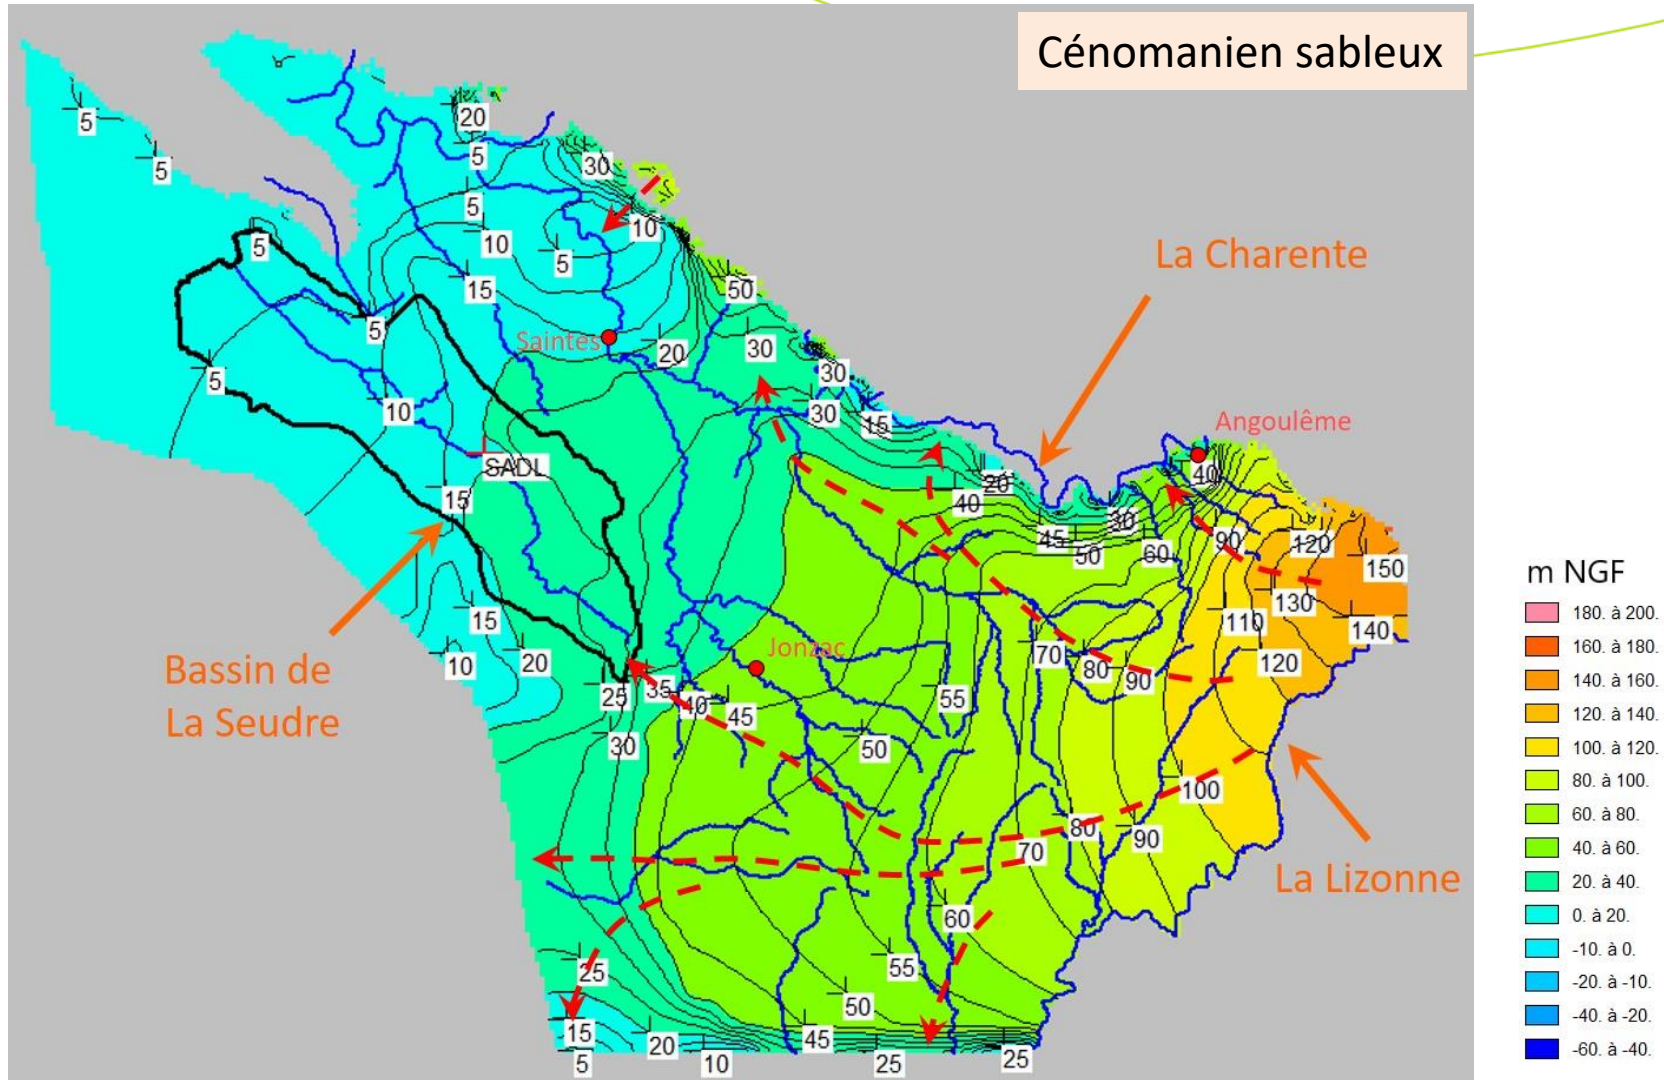 Cénomanien sableux
5
20
5
5
30
5
10
10
5
5
15
50
La Charente
5
Saintes
20
30
5
30
10
30
15
Angoulême
SADL
40
15
40
20
30
45
50
60
90
120
150
130
110
140
15
10
20
Jonzac
70
80
90
120
Bassin de
La Seudre
25
35
40
45
55
30
50
100
80
90
70
La Lizonne
60
25
55
50
15
20
45
5
10
25
25
m NGF
180. à 200.
160. à 180.
140. à 160.
120. à 140.
100. à 120.
80. à 100.
60. à 80.
40. à 60.
20. à 40.
0. à 20.
-10. à 0.
-20. à -10.
-40. à -20.
-60. à -40.